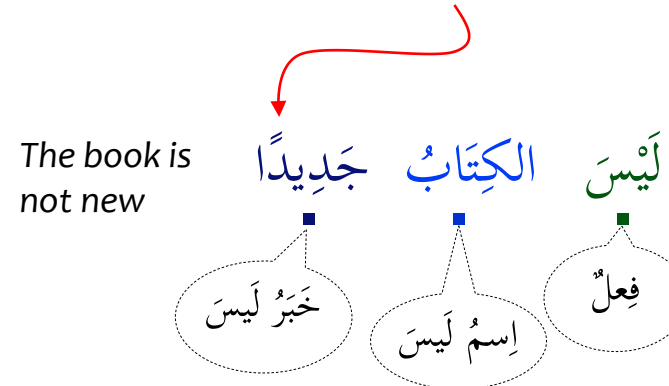 The book is
not new
لَيْسَ الكِتَابُ جَدِيدًا
فِعلٌ
اِسمُ لَيسَ
خَبَرُ لَيسَ